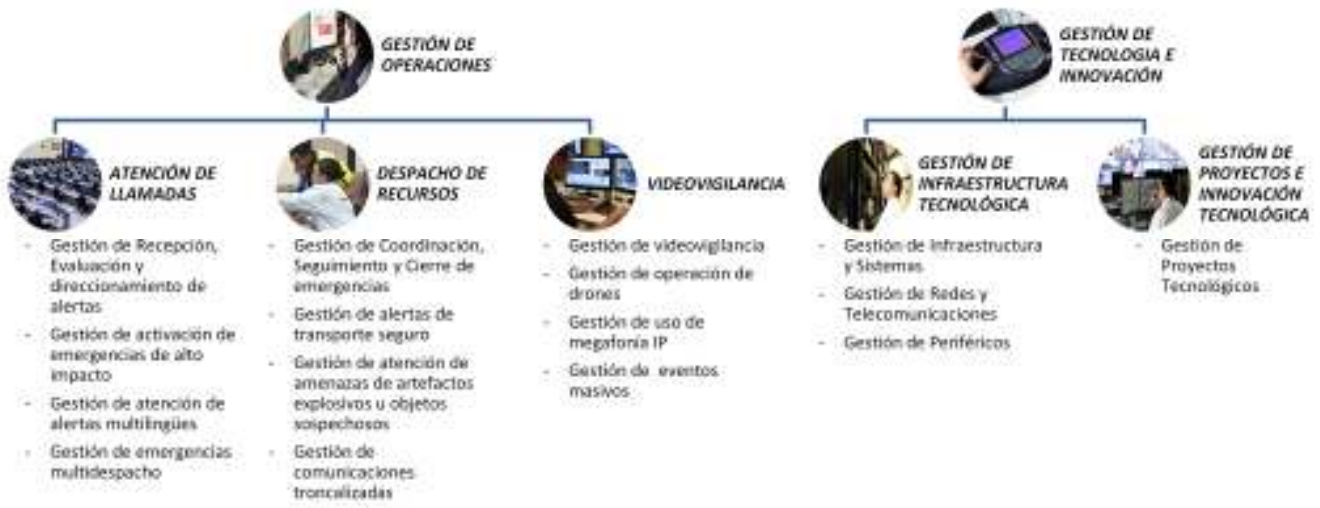 GESTIÓN DE
OPERACIONES
ATENCIÓN DE
LLAMADAS
- Gestión de Recepción,
Evaluación y
direccionamiento de
alertas
- Gestión de activación de
emergencias de alto
impacto
- Gestión de atención de
alertas multilingües
- Gestión de emergencias
multidespacho
DESPACHO DE
RECURSOS
- Gestión de Coordinación,
Seguimiento y Cierre de
emergencias
- Gestión de alertas de
transporte seguro
- Gestión de atención de
amenazas de artefactos
explosivos u objetos
sospechosos
- Gestión de
comunicaciones
troncalizadas
VIDEOVIGILANCIA
- Gestión de videovigilancia
- Gestión de operación de
drones
- Gestión de uso de
megafonía IP
- Gestión de eventos
masivos
GESTIÓN DE
TECNOLOGIA E
INNOVACIÓN
GESTIÓN DE
INFRAESTRUCTURA
TECNOLÓGICA
- Gestión de Infraestructura
y Sistemas
- Gestión de Redes y
Telecomunicaciones
- Gestión de Periféricos
GESTIÓN DE
PROYECTOS E
INNOVACIÓN
TECNOLÓGICA
- Gestión de
Proyectos
Tecnológicos